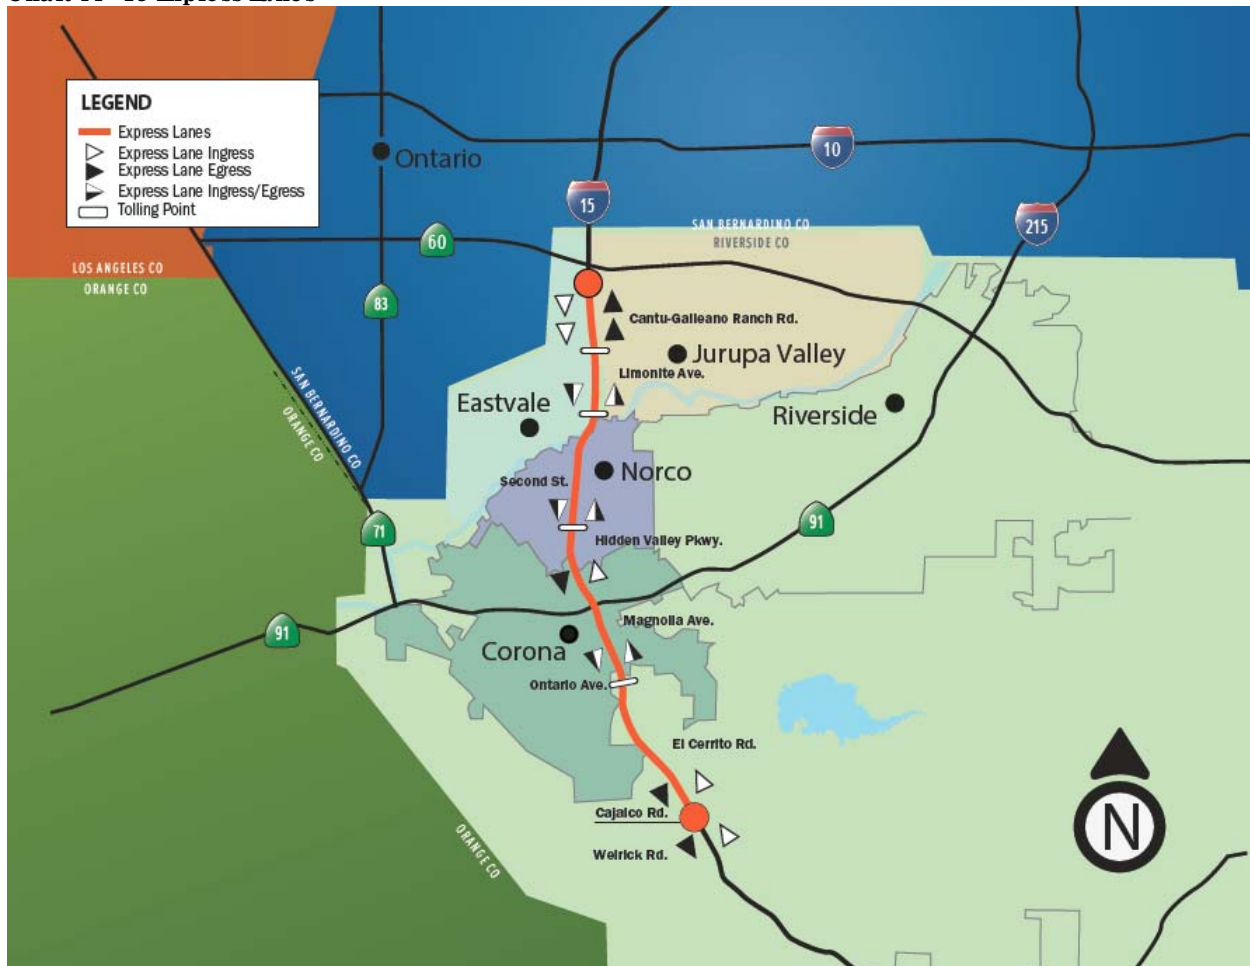 LEGEND
Express Lanes
Express Lane Ingress
Express Lane Egress
Express Lane Ingress/Egress
Tolling Point
Ontario
10
15
SAN BERNARDINO CO
RIVERSIDE CO
215
60
LOS ANGELES CO
ORANGE CO
83
Cantu-Galleano Ranch Rd.
Jurupa Valley
Limonite Ave.
SAN BERNARDINO CO
ORANGE CO
Eastvale
Riverside
Norco
Second St.
71
91
Hidden Valley Pkwy.
91
Magnolia Ave.
Corona
Ontario Ave.
El Cerrito Rd.
Cajalco Rd.
Weirick Rd.
ORANGE CO
N